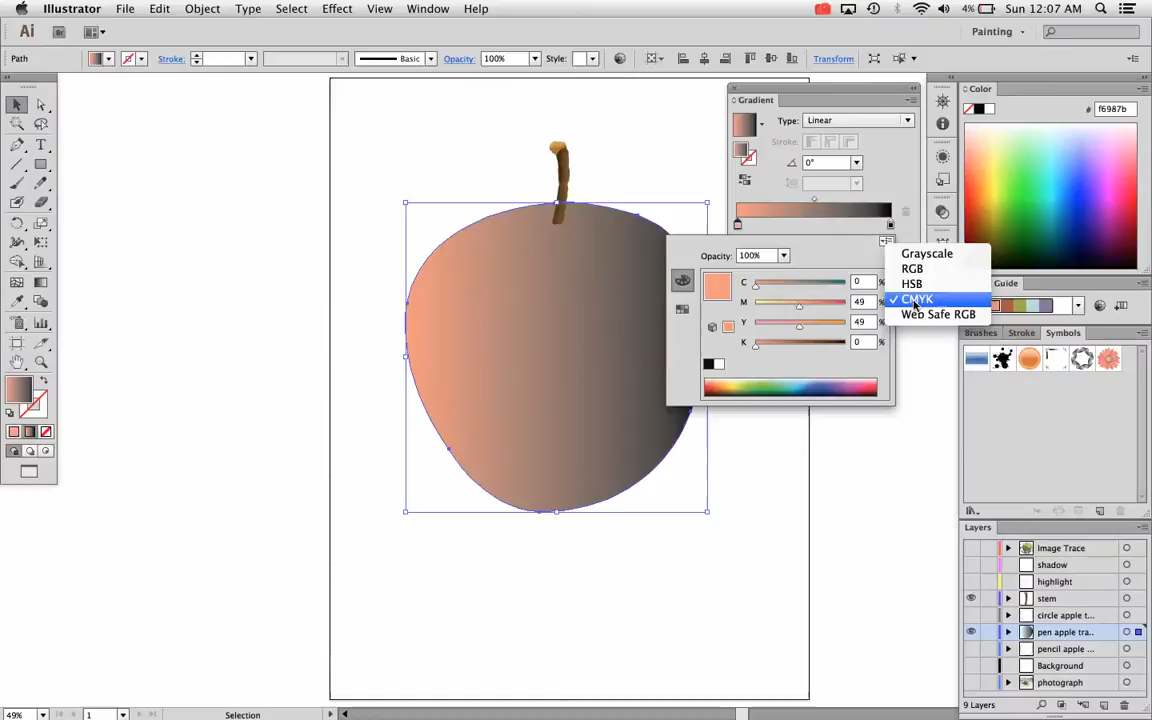 Illustrator File Edit Object Type Select Effect View Window Help 4% Sun 12:07 AM
Ai Br Painting
Path Stroke: Basic Opacity: 100% Style: Transform
Gradient
Type: Linear
Stroke:
0°
Opacity: 100%
C 0 %
M 49 %
Y 49 %
K 0 %
Grayscale
RGB
HSB
✓ CMYK
Web Safe RGB
Color
# f6987b
Guide
Brushes Stroke Symbols
Layers
Image Trace
shadow
highlight
stem
circle apple t...
pen apple tra..
pencil apple ...
Background
photograph
9 Layers
49% 1 Selection